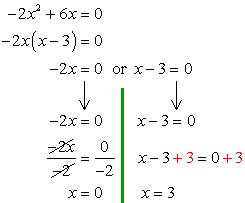 -2x² + 6x = 0
-2x(x - 3) = 0
-2x = 0 or x - 3 = 0
-2x = 0 x - 3 = 0
-2x/-2 = 0/-2 x - 3 + 3 = 0 + 3
x = 0 x = 3